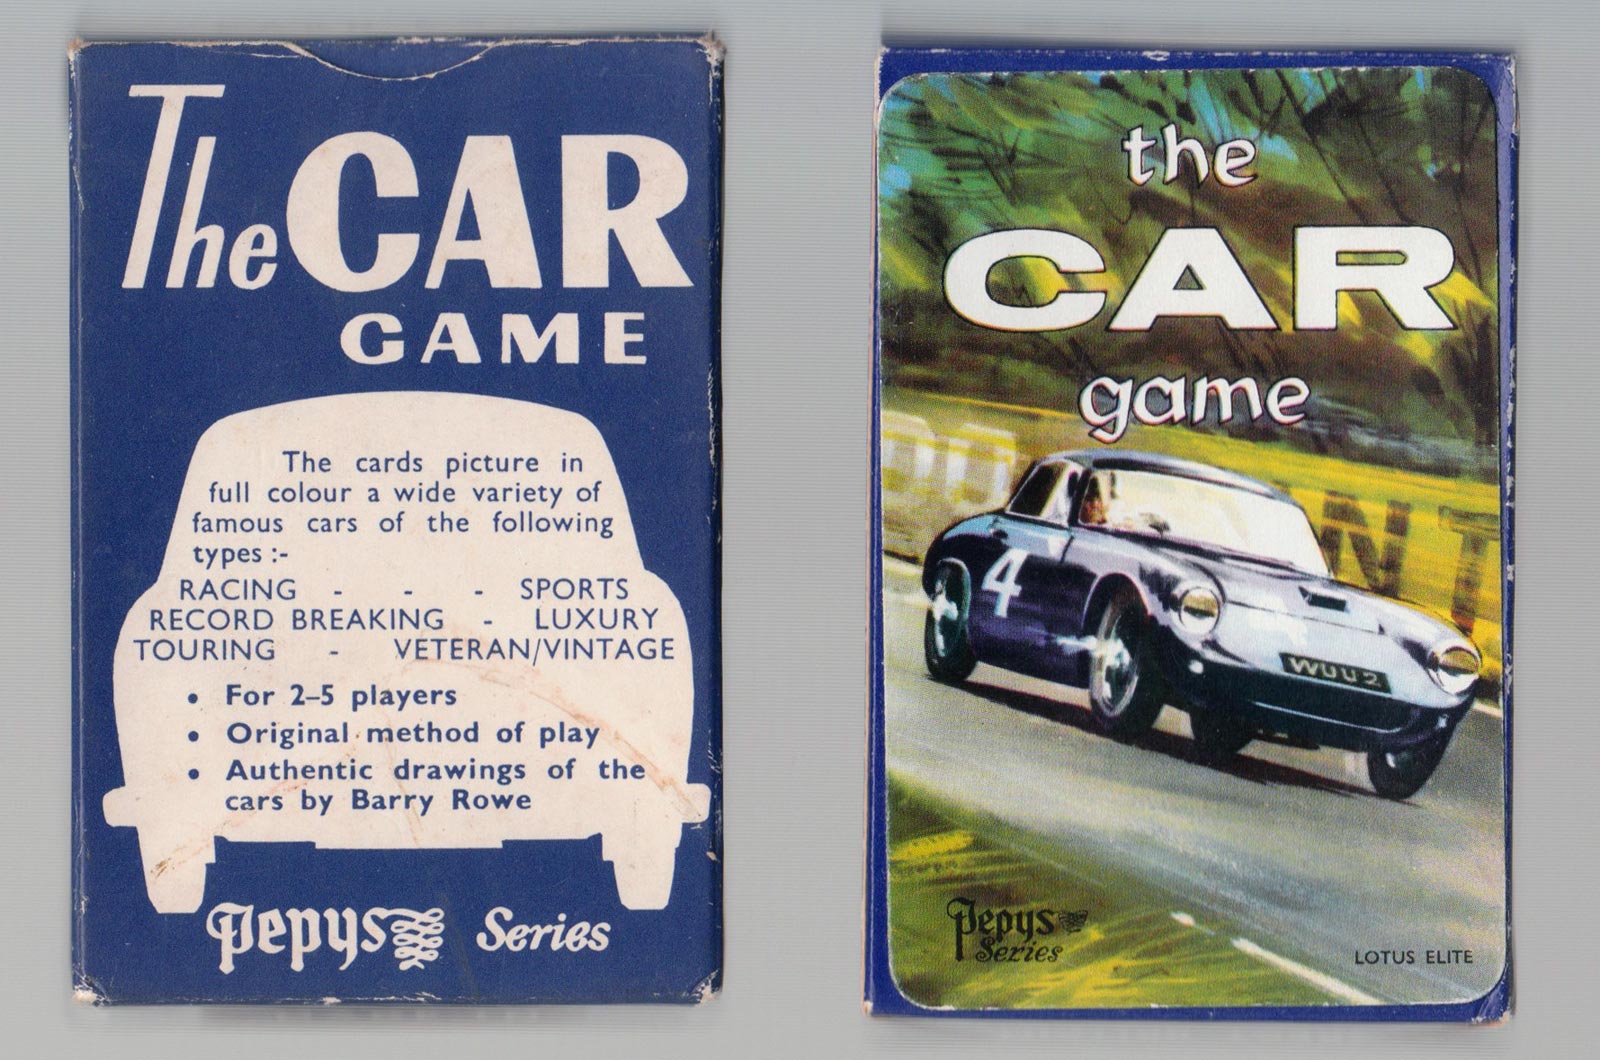 The CAR
GAME
The cards picture in
full colour a wide variety of
famous cars of the following
types :-
RACING - - - SPORTS
RECORD BREAKING - LUXURY
TOURING - VETERAN/VINTAGE
• For 2-5 players
• Original method of play
• Authentic drawings of the
cars by Barry Rowe
Pepys Series
the
CAR
game
4
WUU2
Pepys
Series
LOTUS ELITE